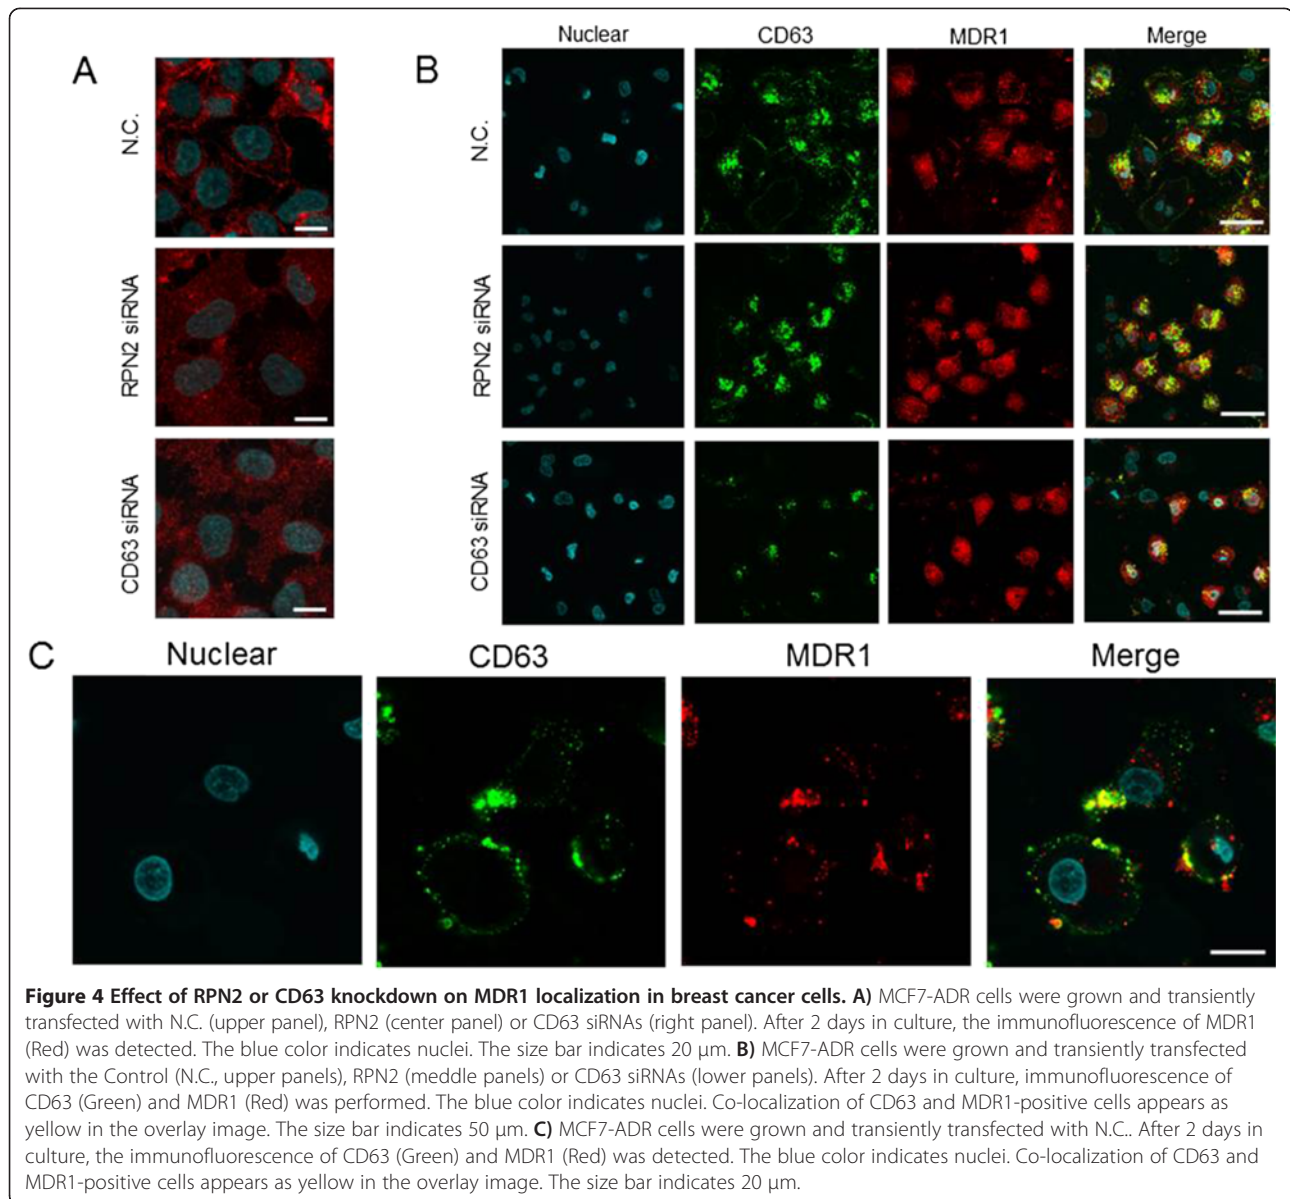 A
N.C.
RPN2 siRNA
CD63 siRNA
B
Nuclear CD63 MDR1 Merge
N.C.
RPN2 siRNA
CD63 siRNA
C
Nuclear CD63 MDR1 Merge
Figure 4 Effect of RPN2 or CD63 knockdown on MDR1 localization in breast cancer cells. A) MCF7-ADR cells were grown and transiently
transfected with N.C. (upper panel), RPN2 (center panel) or CD63 siRNAs (right panel). After 2 days in culture, the immunofluorescence of MDR1
(Red) was detected. The blue color indicates nuclei. The size bar indicates 20 μm. B) MCF7-ADR cells were grown and transiently transfected
with the Control (N.C., upper panels), RPN2 (meddle panels) or CD63 siRNAs (lower panels). After 2 days in culture, immunofluorescence of
CD63 (Green) and MDR1 (Red) was performed. The blue color indicates nuclei. Co-localization of CD63 and MDR1-positive cells appears as
yellow in the overlay image. The size bar indicates 50 μm. C) MCF7-ADR cells were grown and transiently transfected with N.C.. After 2 days in
culture, the immunofluorescence of CD63 (Green) and MDR1 (Red) was detected. The blue color indicates nuclei. Co-localization of CD63 and
MDR1-positive cells appears as yellow in the overlay image. The size bar indicates 20 μm.